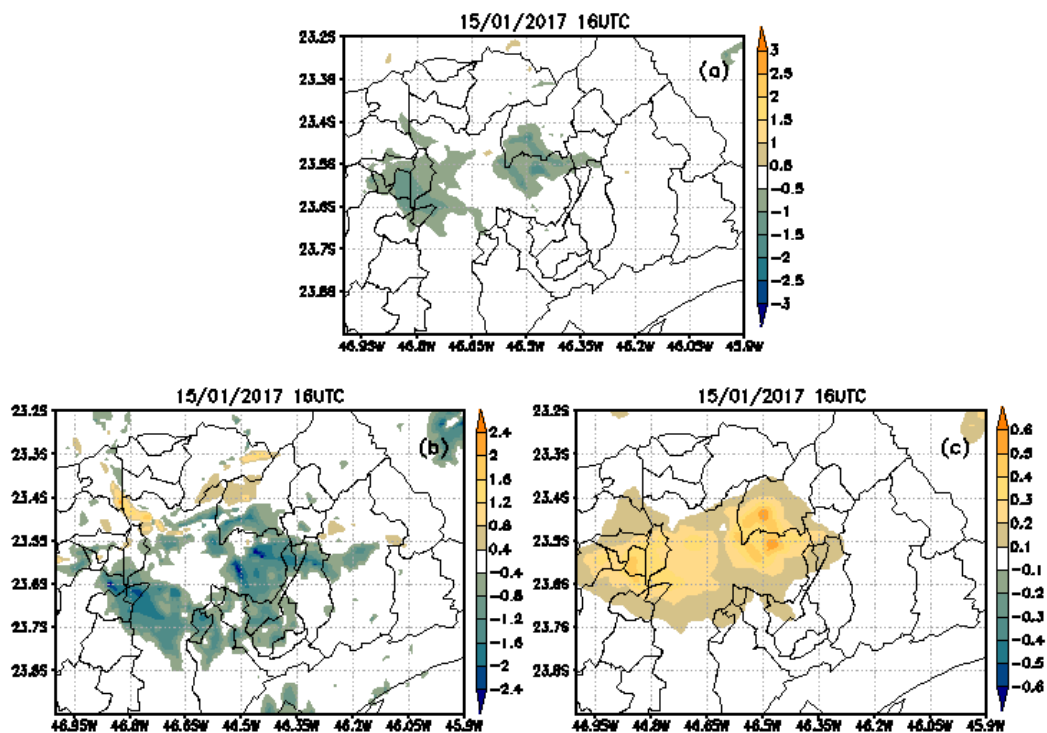 15/01/2017 16UTC
(a)
23.2S
23.3S
23.4S
23.5S
23.6S
23.7S
23.8S
46.95W 46.8W 46.65W 46.5W 46.35W 46.2W 46.05W 45.9W
3
2.5
2
1.5
1
0.5
-0.5
-1
-1.5
-2
-2.5
-3
15/01/2017 16UTC
(b)
23.2S
23.3S
23.4S
23.5S
23.6S
23.7S
23.8S
46.95W 46.8W 46.65W 46.5W 46.35W 46.2W 46.05W 45.9W
2.4
2
1.6
1.2
0.8
0.4
-0.4
-0.8
-1.2
-1.6
-2
-2.4
15/01/2017 16UTC
(c)
23.2S
23.3S
23.4S
23.5S
23.6S
23.7S
23.8S
46.95W 46.8W 46.65W 46.5W 46.35W 46.2W 46.05W 45.9W
0.6
0.5
0.4
0.3
0.2
0.1
-0.1
-0.2
-0.3
-0.4
-0.5
-0.6